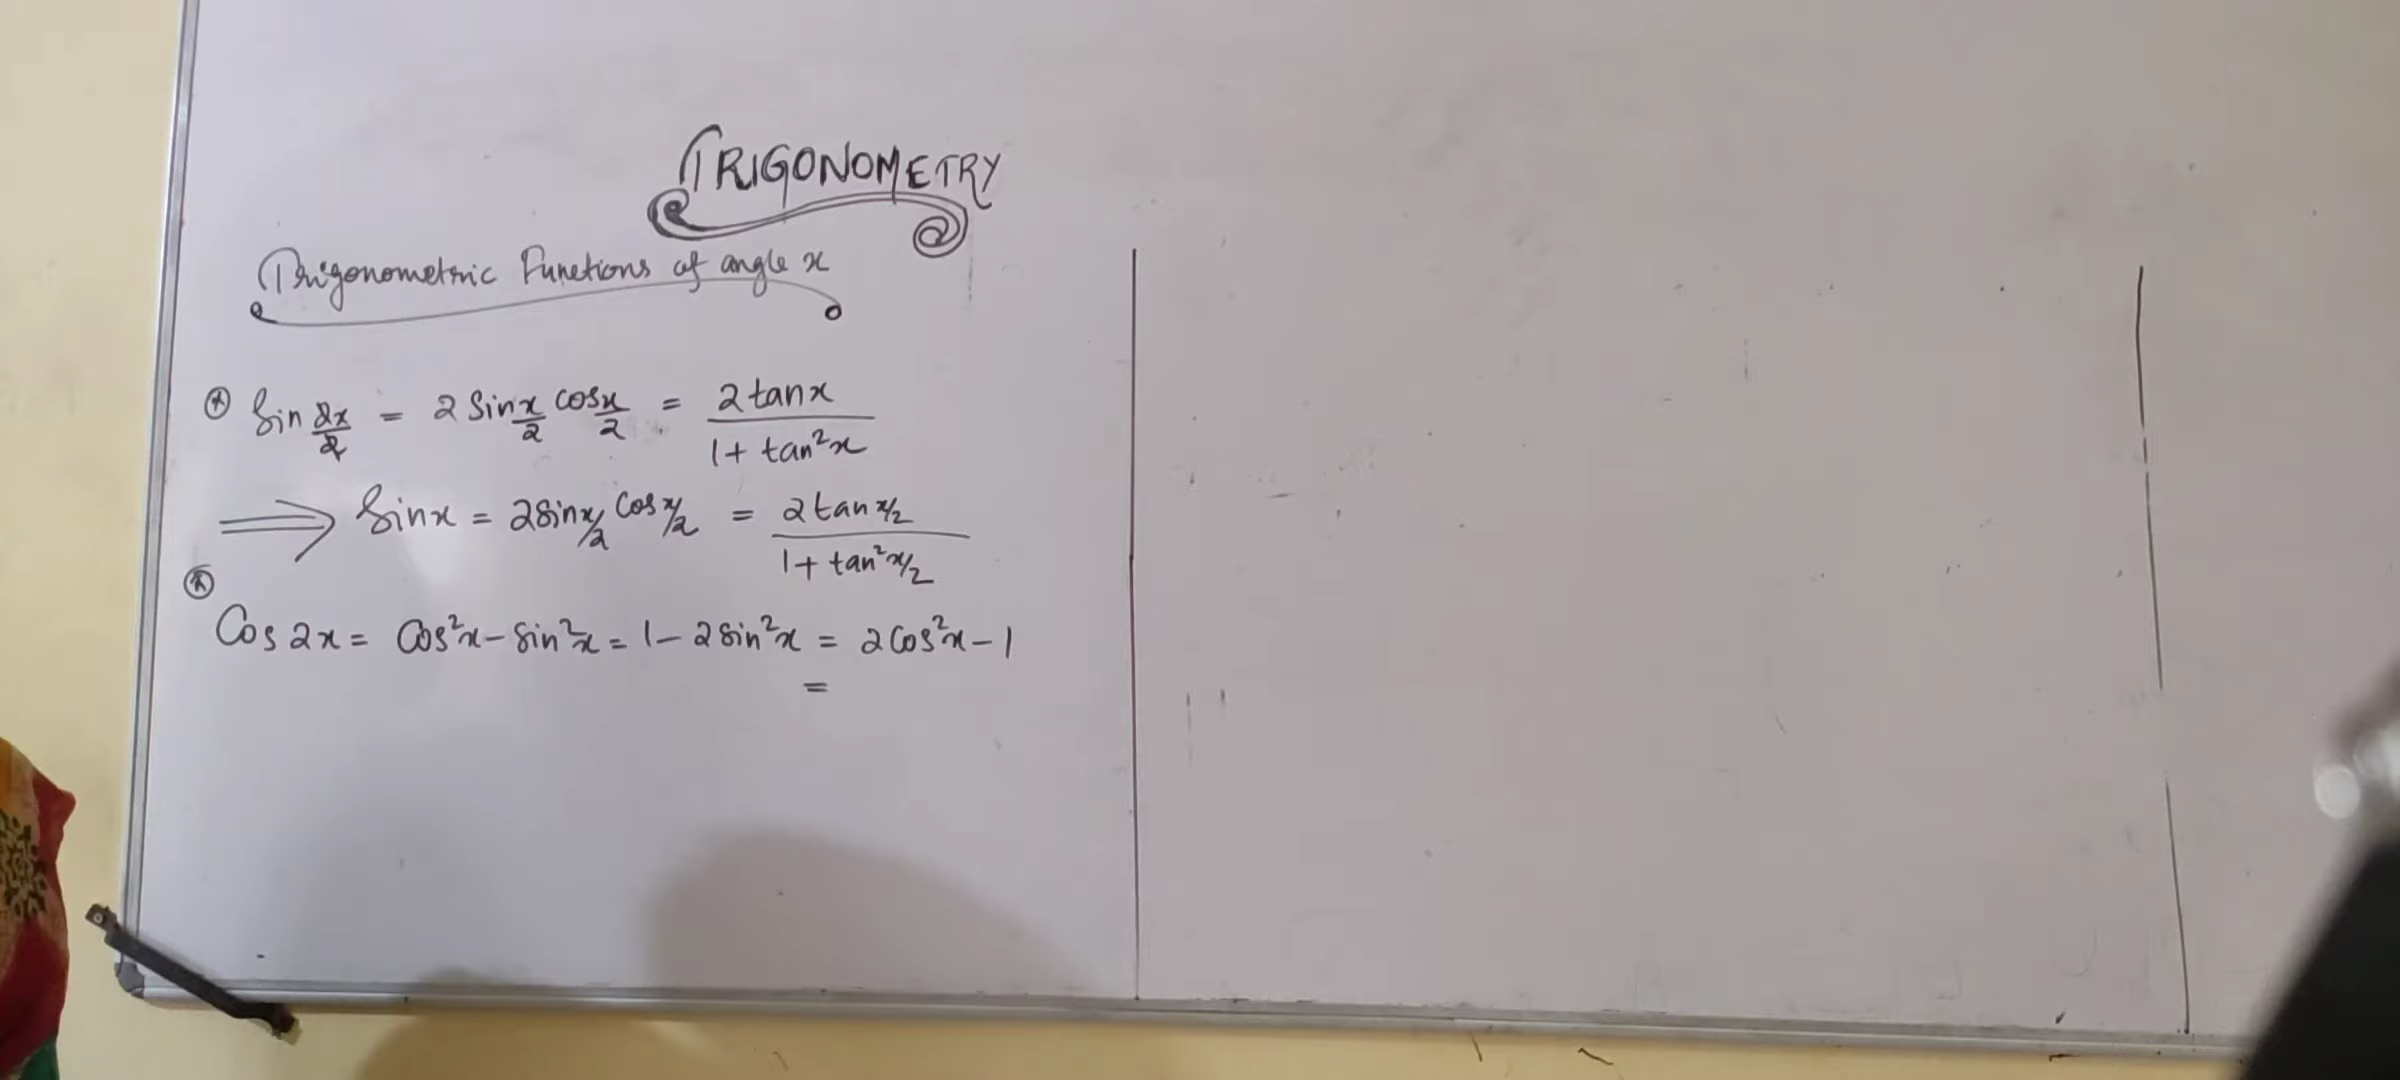 TRIGONOMETRY
Trigonometric Functions of angle x
⊛ Sin 2x/2 = 2 Sin x/2 cos x/2 = 2 tan x / 1 + tan²x
⟹ Sin x = 2 sin x/2 cos x/2 = 2 tan x/2 / 1 + tan² x/2
⊛
Cos 2x = Cos²x - Sin²x = 1 - 2 sin²x = 2 Cos²x - 1
=